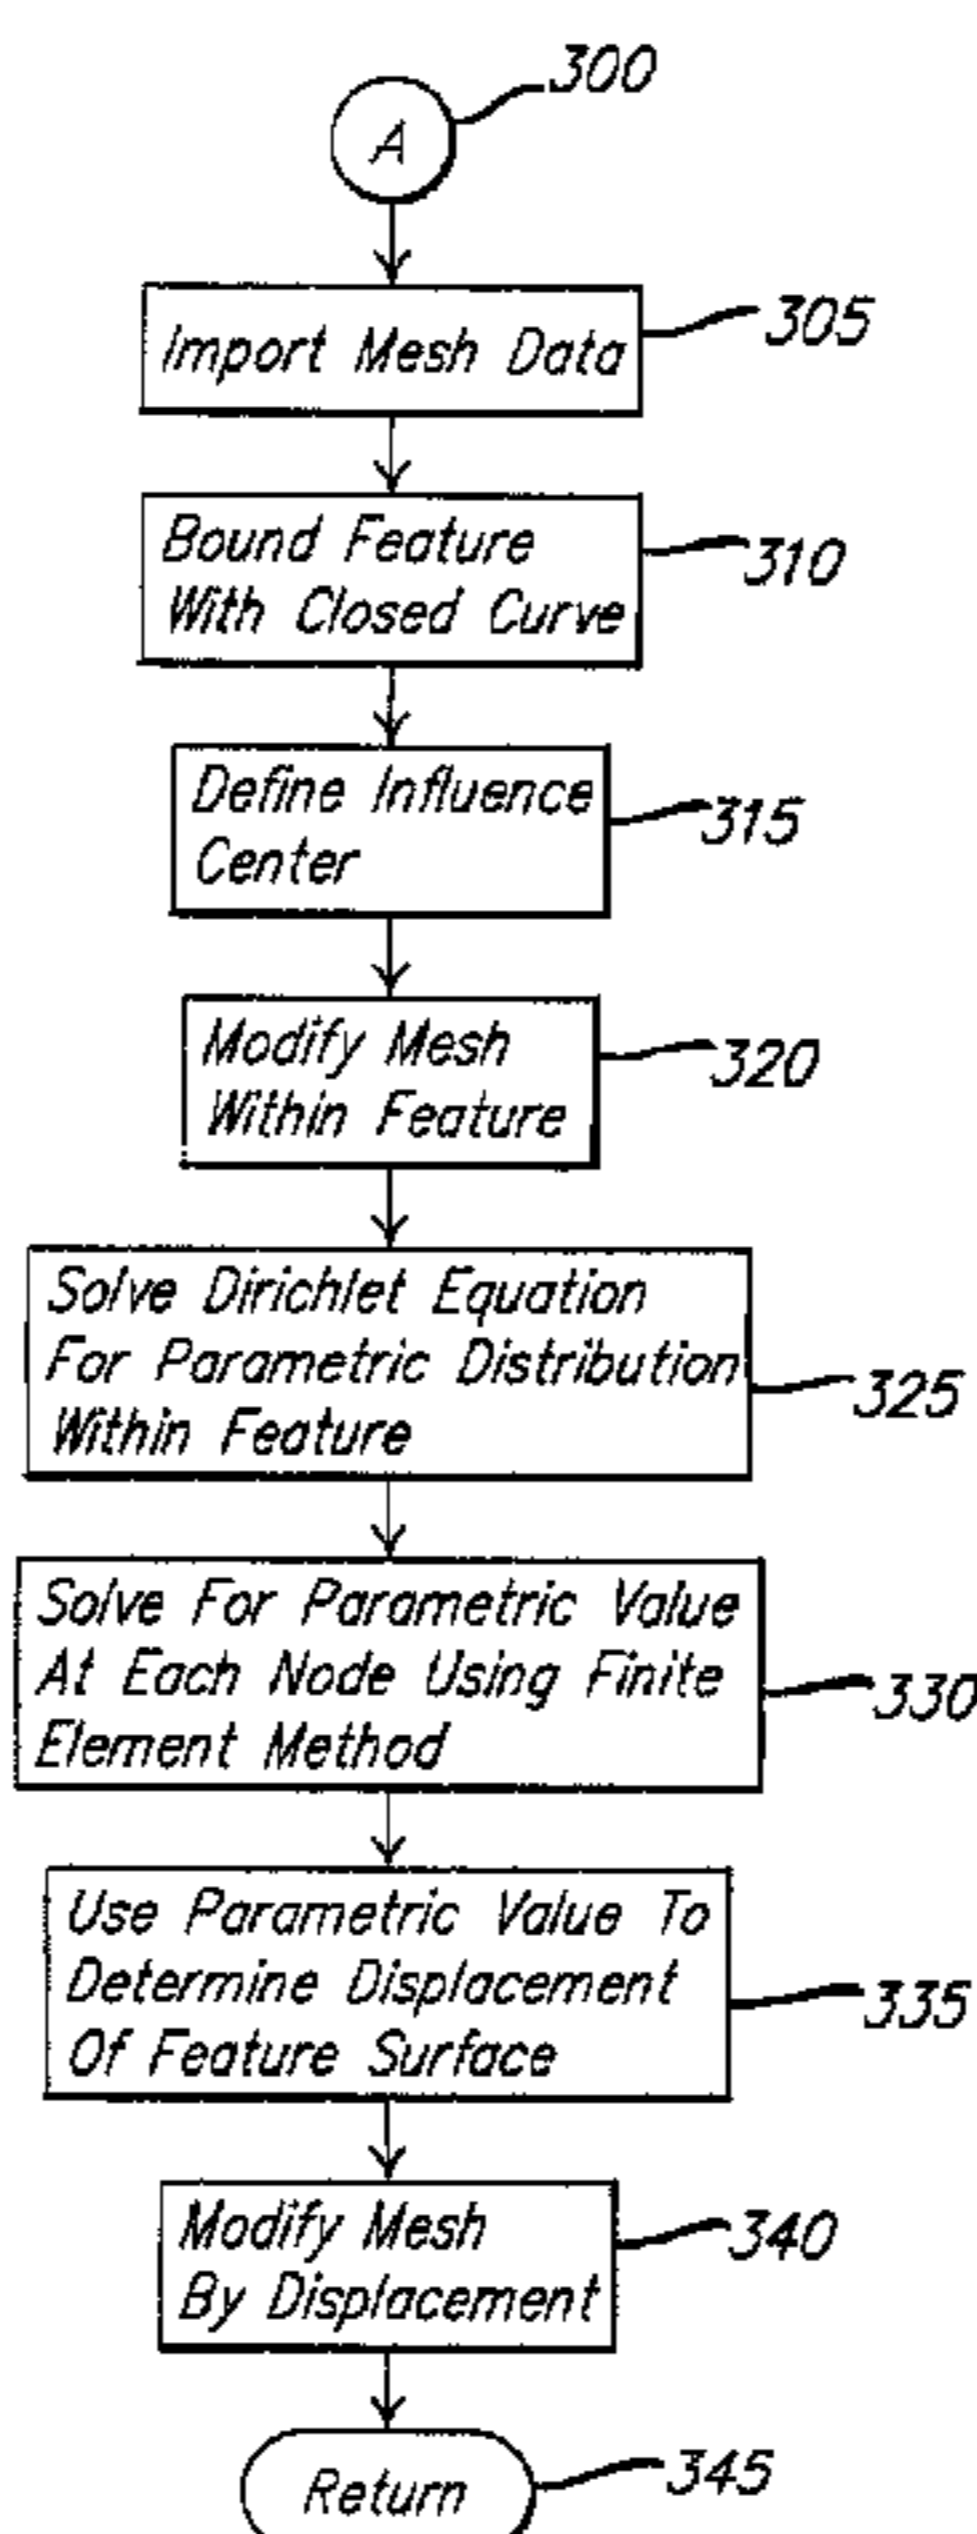 300
A
305
Import Mesh Data
310
Bound Feature
With Closed Curve
315
Define Influence
Center
320
Modify Mesh
Within Feature
325
Solve Dirichlet Equation
For Parametric Distribution
Within Feature
330
Solve For Parametric Value
At Each Node Using Finite
Element Method
335
Use Parametric Value To
Determine Displacement
Of Feature Surface
340
Modify Mesh
By Displacement
345
Return